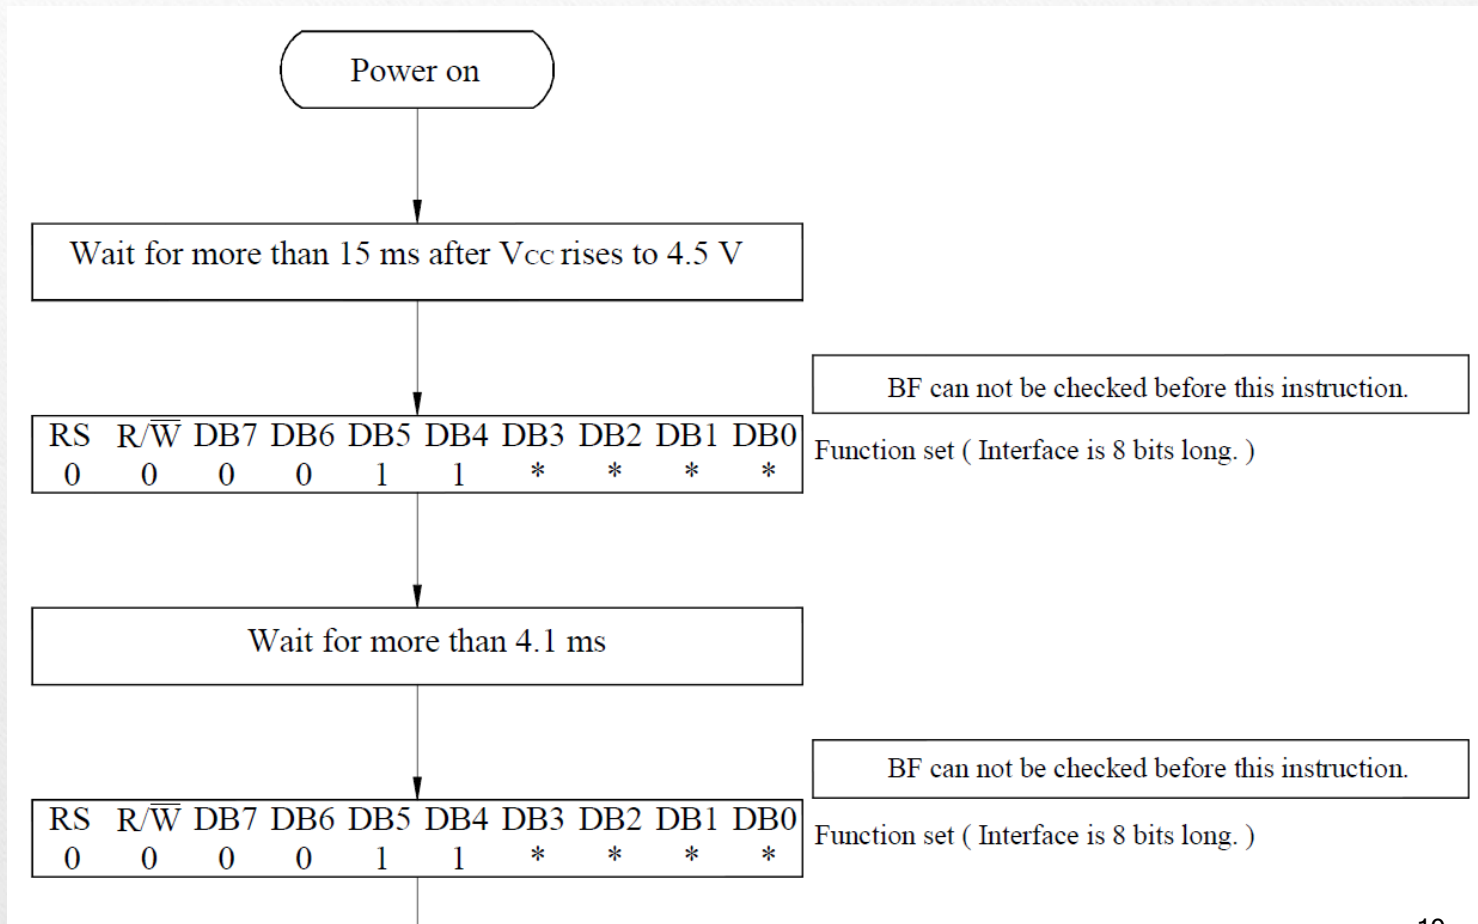 Power on
Wait for more than 15 ms after VCC rises to 4.5 V
BF can not be checked before this instruction.
RS R/W̅ DB7 DB6 DB5 DB4 DB3 DB2 DB1 DB0
0 0 0 0 1 1 * * * *
Function set ( Interface is 8 bits long. )
Wait for more than 4.1 ms
BF can not be checked before this instruction.
RS R/W̅ DB7 DB6 DB5 DB4 DB3 DB2 DB1 DB0
0 0 0 0 1 1 * * * *
Function set ( Interface is 8 bits long. )